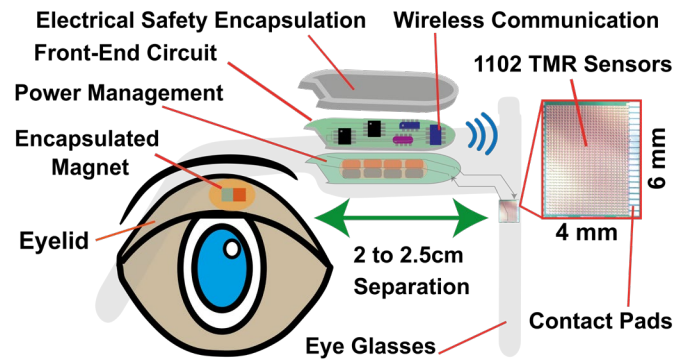 Electrical Safety Encapsulation
Wireless Communication
Front-End Circuit
1102 TMR Sensors
Power Management
Encapsulated
Magnet
6 mm
Eyelid
4 mm
2 to 2.5cm
Separation
Contact Pads
Eye Glasses